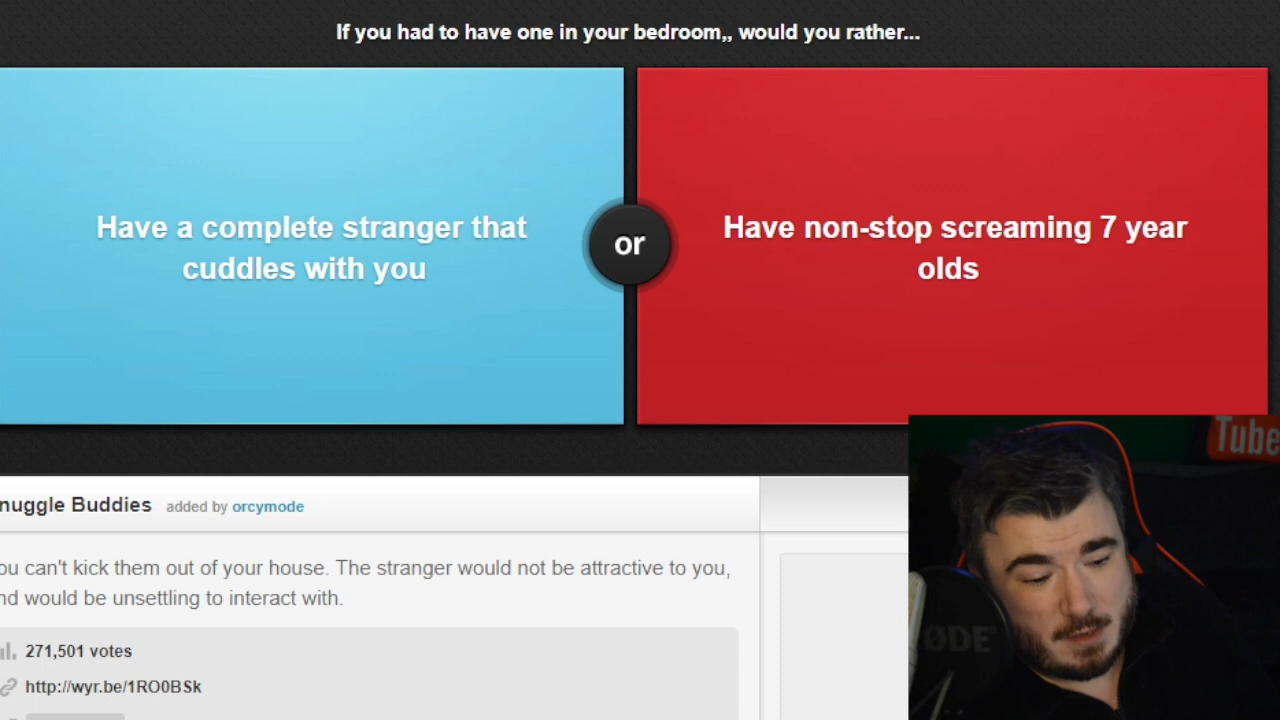 If you had to have one in your bedroom,, would you rather...
Have a complete stranger that
cuddles with you
or
Have non-stop screaming 7 year
olds
Tube
nuggle Buddies added by orcymode
ou can't kick them out of your house. The stranger would not be attractive to you,
nd would be unsettling to interact with.
ØDE
271,501 votes
http://wyr.be/1RO0BSk